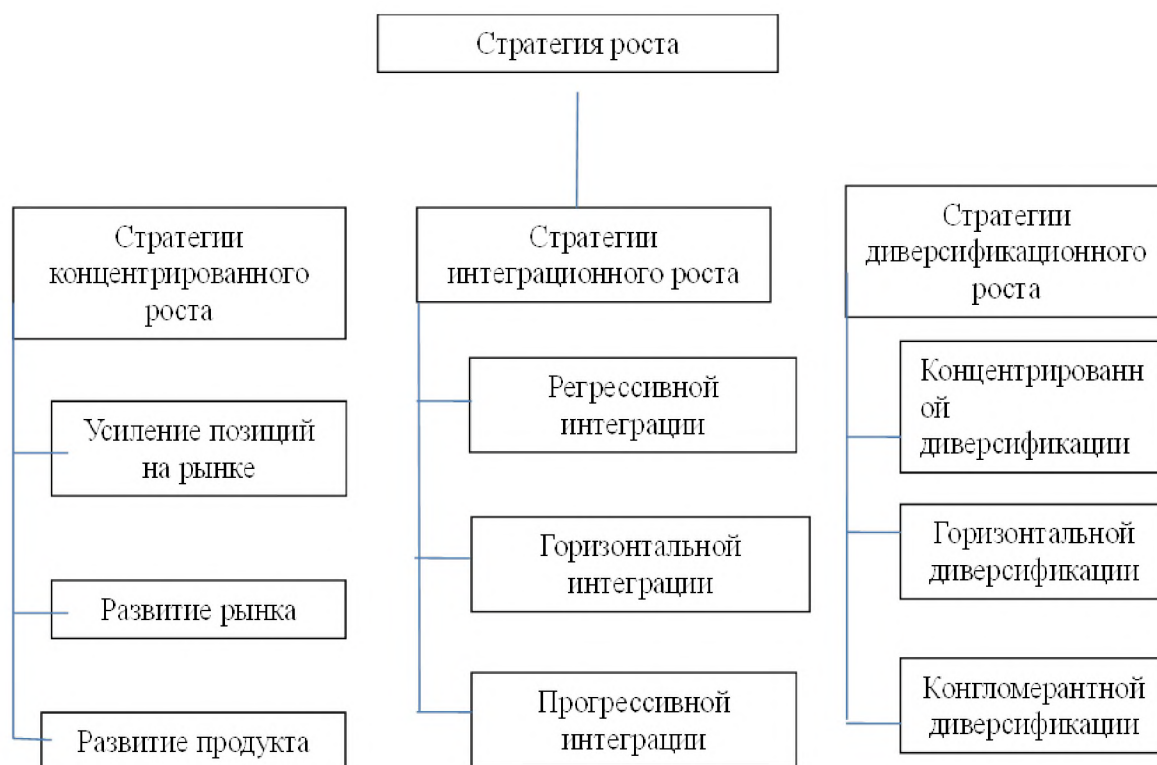 Стратегия роста
Стратегии
концентрированного
роста
Усиление позиций
на рынке
Развитие рынка
Развитие продукта
Стратегии
интеграционного роста
Регрессивной
интеграции
Горизонтальной
интеграции
Прогрессивной
интеграции
Стратегии
диверсификационного
роста
Концентрированн
ой
диверсификации
Горизонтальной
диверсификации
Конгломерантной
диверсификации